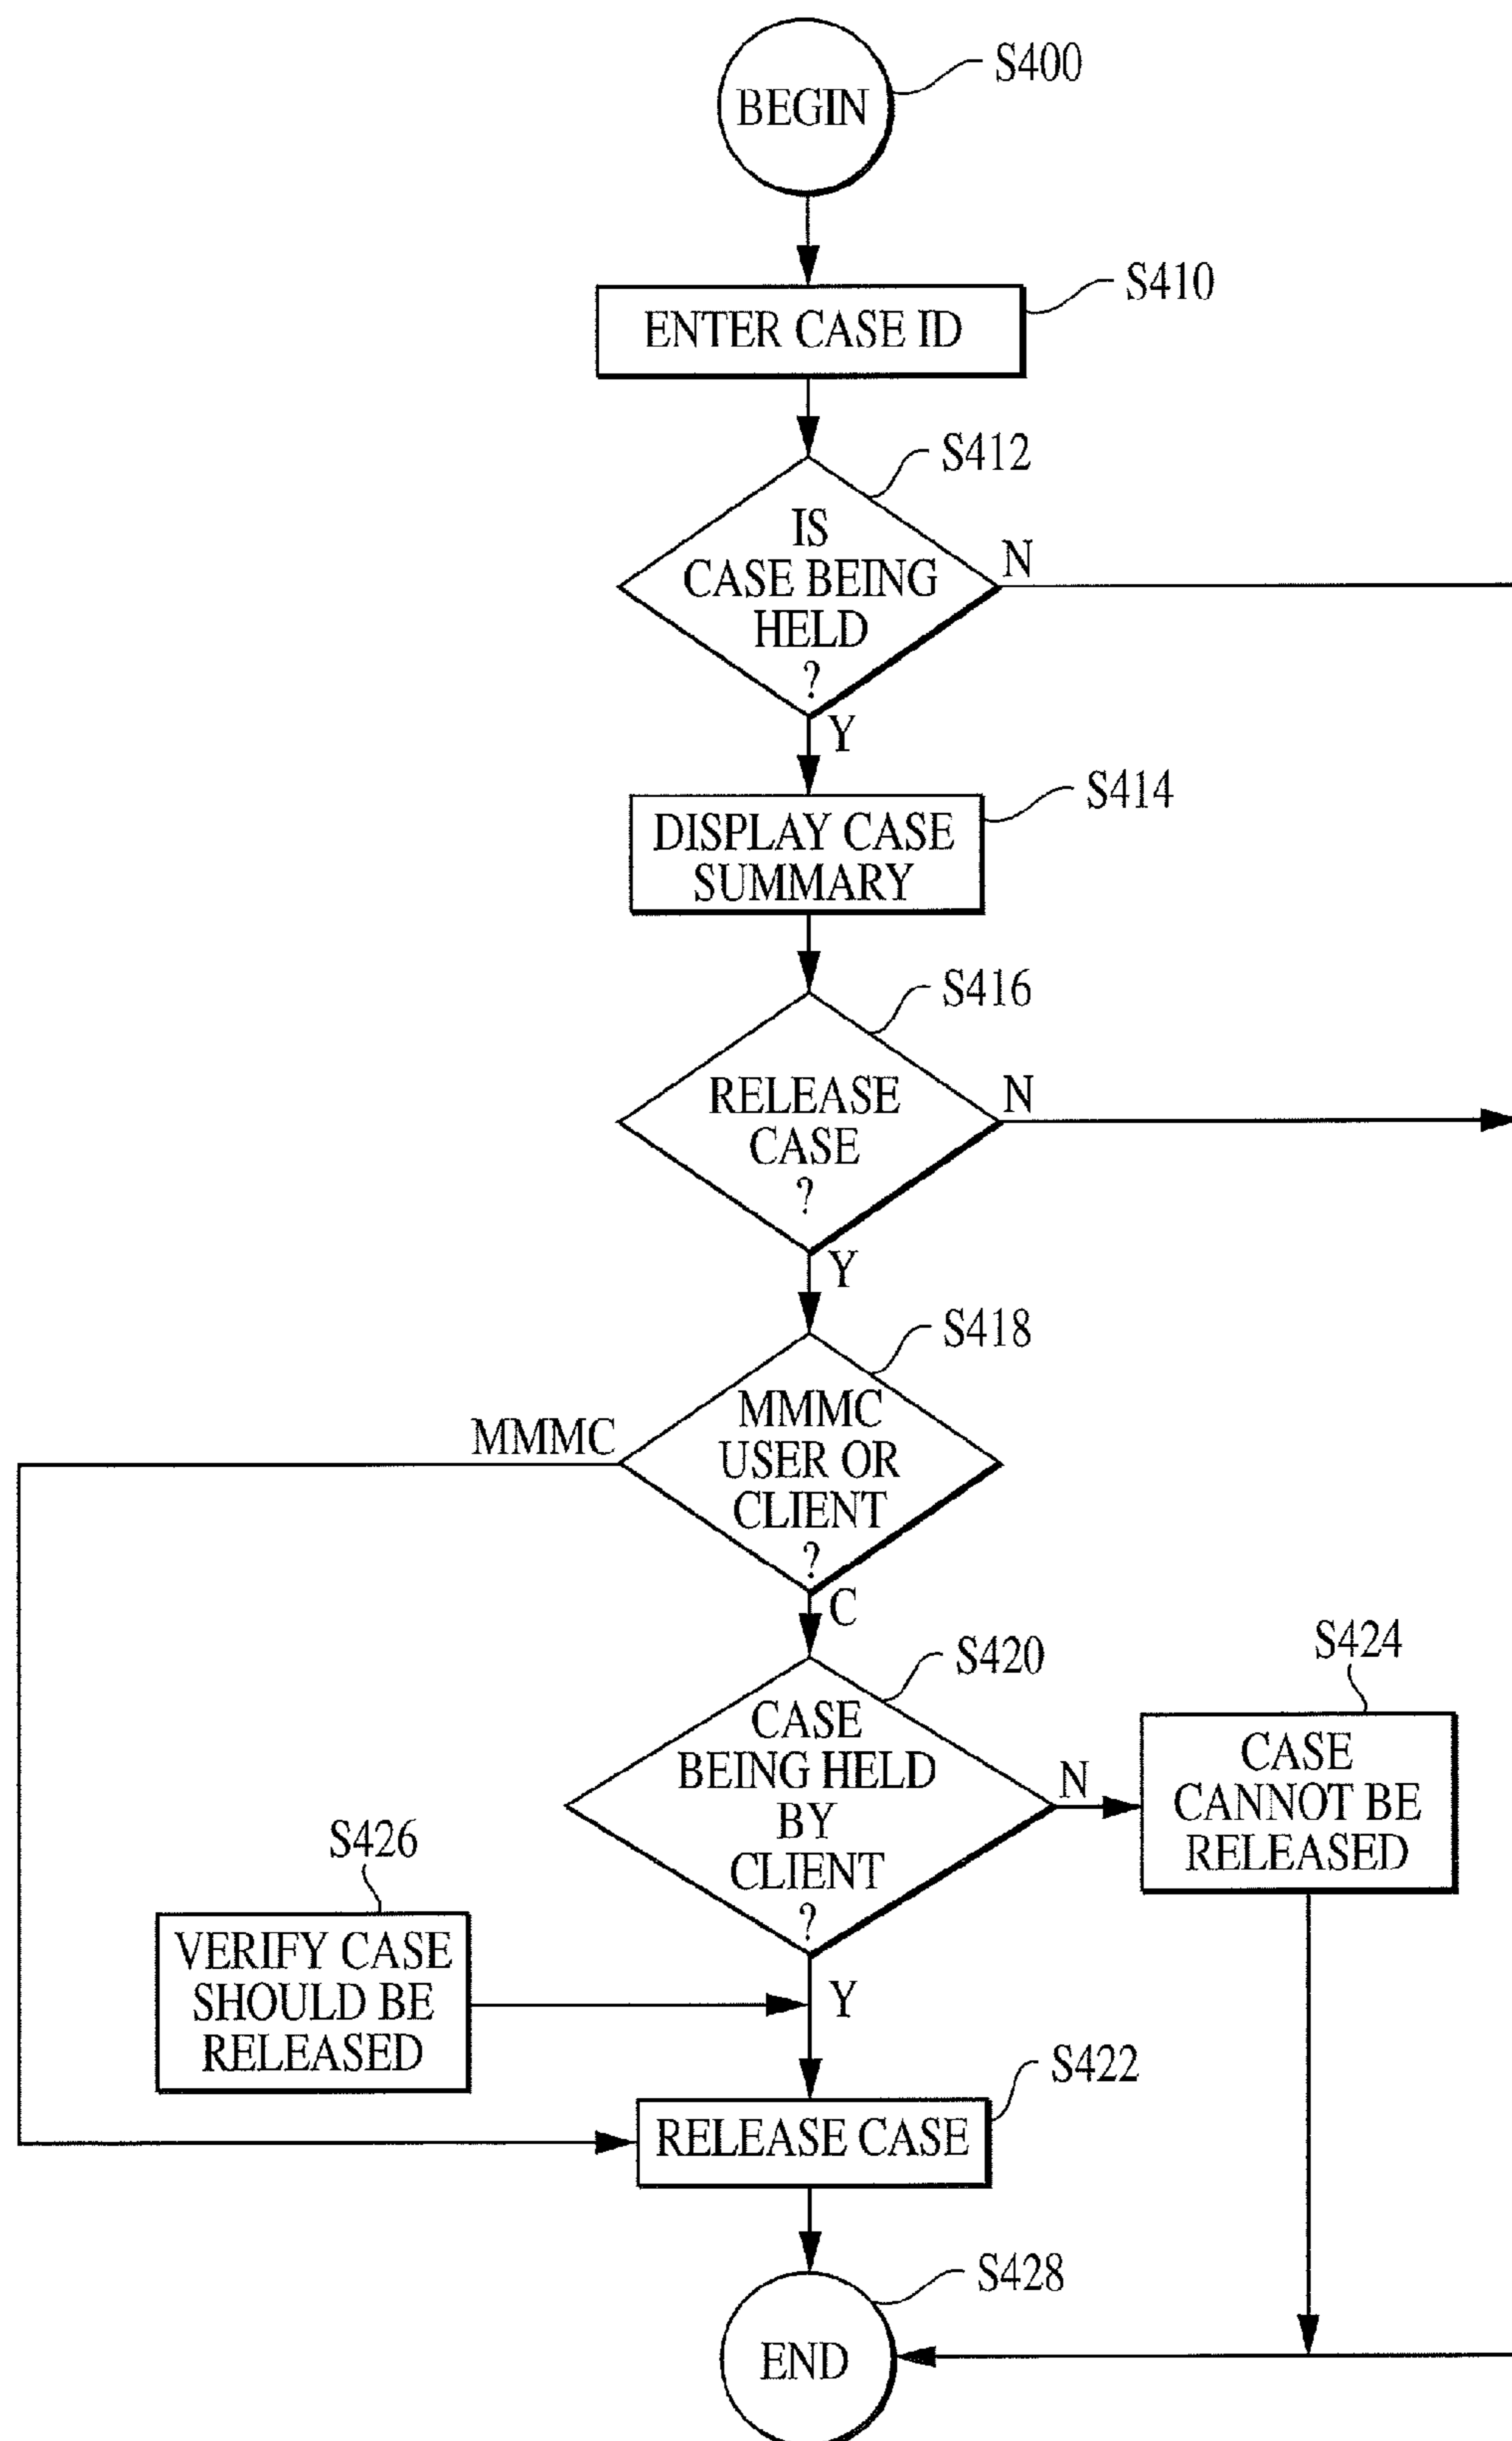 S400
BEGIN
S410
ENTER CASE ID
S412
IS
CASE BEING
HELD
?
N
Y
S414
DISPLAY CASE
SUMMARY
S416
RELEASE
CASE
?
N
Y
S418
MMMC
MMMC
USER OR
CLIENT
?
C
S420
CASE
BEING HELD
BY
CLIENT
?
N
S424
CASE
CANNOT BE
RELEASED
S426
VERIFY CASE
SHOULD BE
RELEASED
Y
S422
RELEASE CASE
S428
END